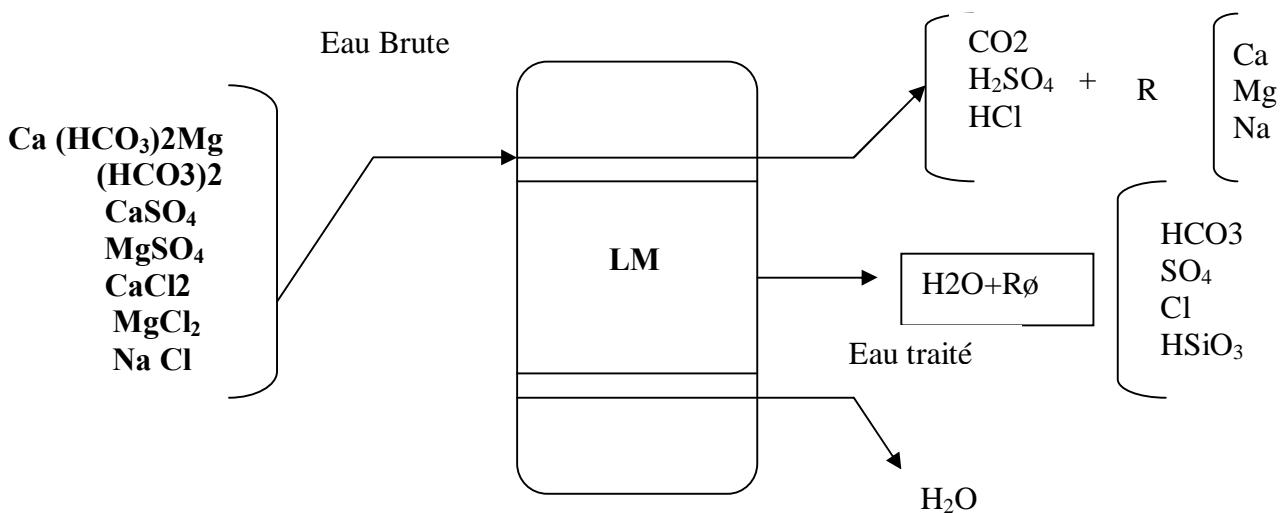 Eau Brute
Ca (HCO₃)2Mg
(HCO3)2
CaSO₄
MgSO₄
CaCl2
MgCl₂
Na Cl
LM
CO2
H₂SO₄ + R
HCl
Ca
Mg
Na
H2O+Rø
HCO3
SO₄
Cl
HSiO₃
Eau traité
H₂O